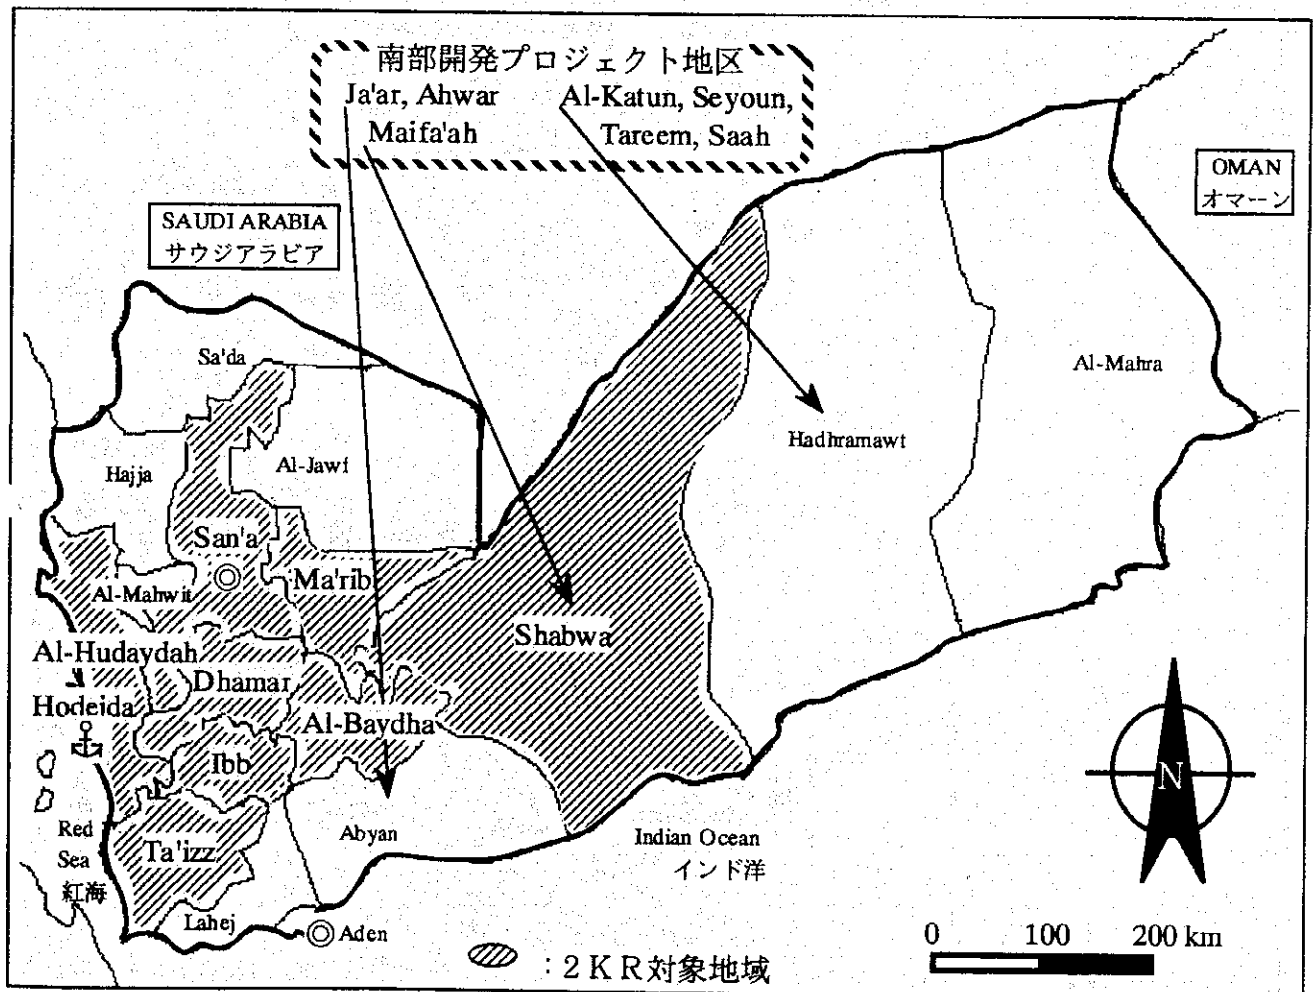 南部開発プロジェクト地区
Ja'ar, Ahwar
Al-Katun, Seyoun,
Maifa'ah
Tareem, Saah
OMAN
オマーン
SAUDI ARABIA
サウジアラビア
Sa'da
Al-Mahra
Hadhramawt
Hajja
Al-Jawf
San'a
Ma'rib
Al-Mahwit
Shabwa
Al-Hudaydah
Dhamar
Hodeida
Al-Baydha
Ibb
N
Red
Sea
紅海
Abyan
Indian Ocean
インド洋
Ta'izz
Lahej
Aden
0 100 200 km
:2KR対象地域